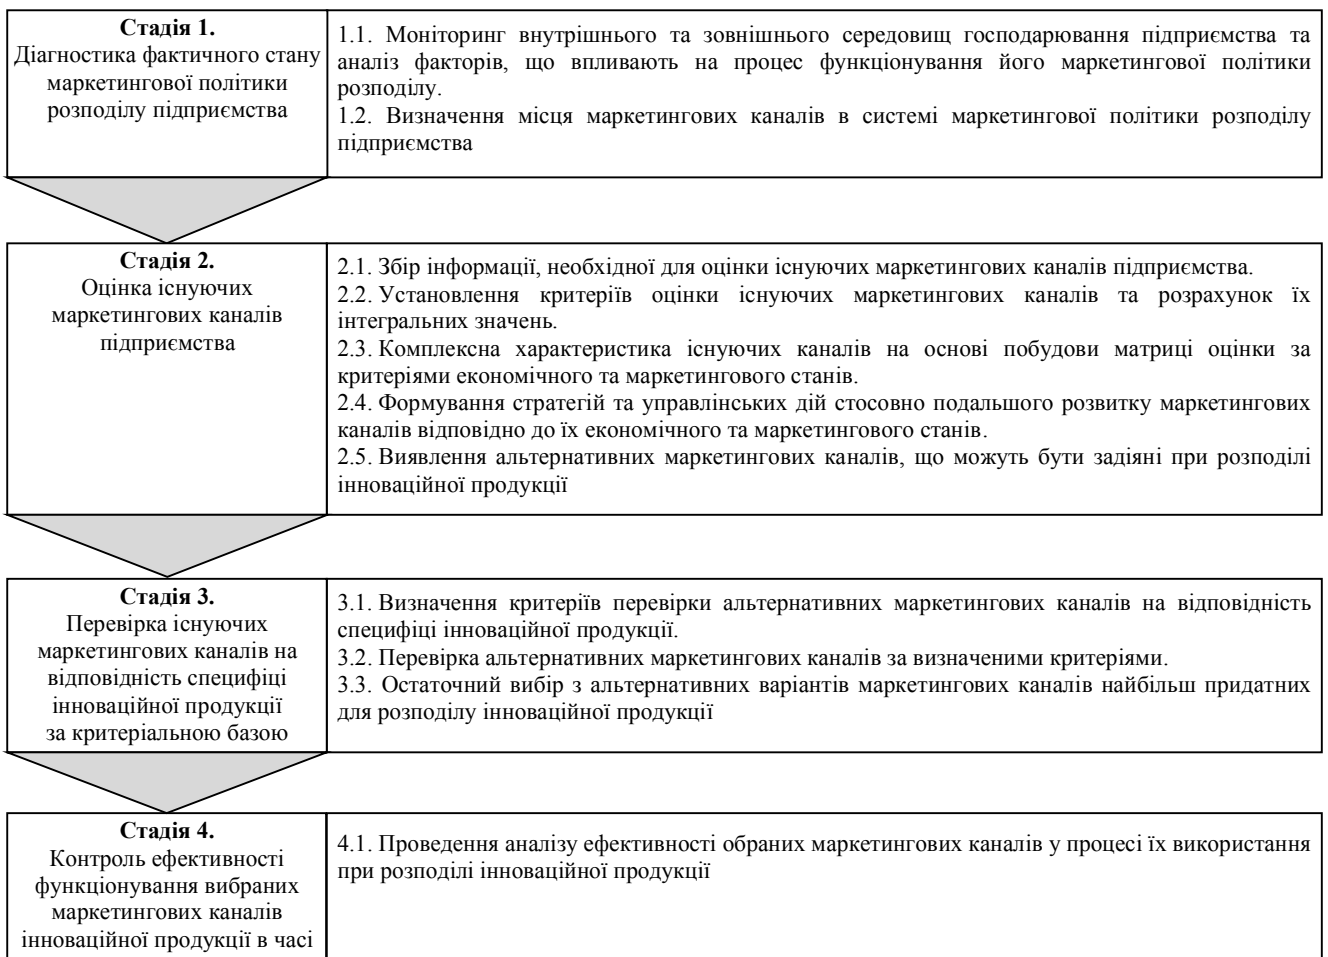 Стадія 1.
Діагностика фактичного стану
маркетингової політики
розподілу підприємства
1.1. Моніторинг внутрішнього та зовнішнього середовищ господарювання підприємства та
аналіз факторів, що впливають на процес функціонування його маркетингової політики
розподілу.
1.2. Визначення місця маркетингових каналів в системі маркетингової політики розподілу
підприємства
Стадія 2.
Оцінка існуючих
маркетингових каналів
підприємства
2.1. Збір інформації, необхідної для оцінки існуючих маркетингових каналів підприємства.
2.2. Установлення критеріїв оцінки існуючих маркетингових каналів та розрахунок їх
інтегральних значень.
2.3. Комплексна характеристика існуючих каналів на основі побудови матриці оцінки за
критеріями економічного та маркетингового станів.
2.4. Формування стратегій та управлінських дій стосовно подальшого розвитку маркетингових
каналів відповідно до їх економічного та маркетингового станів.
2.5. Виявлення альтернативних маркетингових каналів, що можуть бути задіяні при розподілі
інноваційної продукції
Стадія 3.
Перевірка існуючих
маркетингових каналів на
відповідність специфіці
інноваційної продукції
за критеріальною базою
3.1. Визначення критеріїв перевірки альтернативних маркетингових каналів на відповідність
специфіці інноваційної продукції.
3.2. Перевірка альтернативних маркетингових каналів за визначеними критеріями.
3.3. Остаточний вибір з альтернативних варіантів маркетингових каналів найбільш придатних
для розподілу інноваційної продукції
Стадія 4.
Контроль ефективності
функціонування вибраних
маркетингових каналів
інноваційної продукції в часі
4.1. Проведення аналізу ефективності обраних маркетингових каналів у процесі їх використання
при розподілі інноваційної продукції